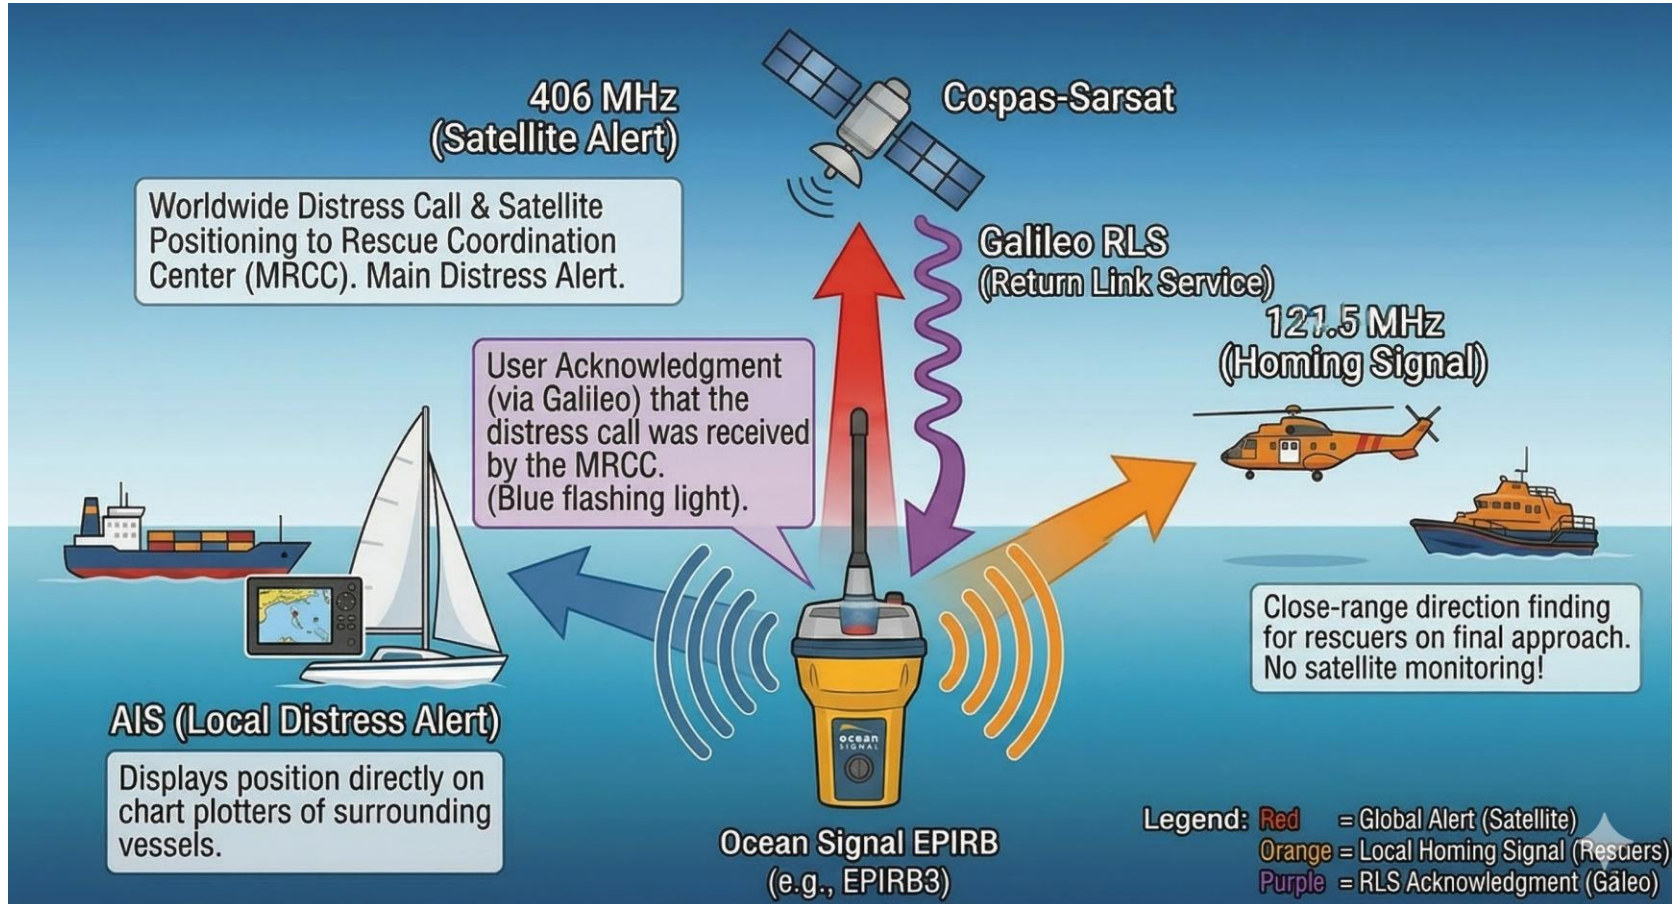 406 MHz
(Satellite Alert)
Cospas-Sarsat
Worldwide Distress Call & Satellite
Positioning to Rescue Coordination
Center (MRCC). Main Distress Alert.
Galileo RLS
(Return Link Service)
121.5 MHz
(Homing Signal)
User Acknowledgment
(via Galileo) that the
distress call was received
by the MRCC.
(Blue flashing light).
Close-range direction finding
for rescuers on final approach.
No satellite monitoring!
AIS (Local Distress Alert)
Displays position directly on
chart plotters of surrounding
vessels.
ocean
SIGNAL
Ocean Signal EPIRB
(e.g., EPIRB3)
Legend: Red = Global Alert (Satellite)
Orange = Local Homing Signal (Rescuers)
Purple = RLS Acknowledgment (Gāleo)